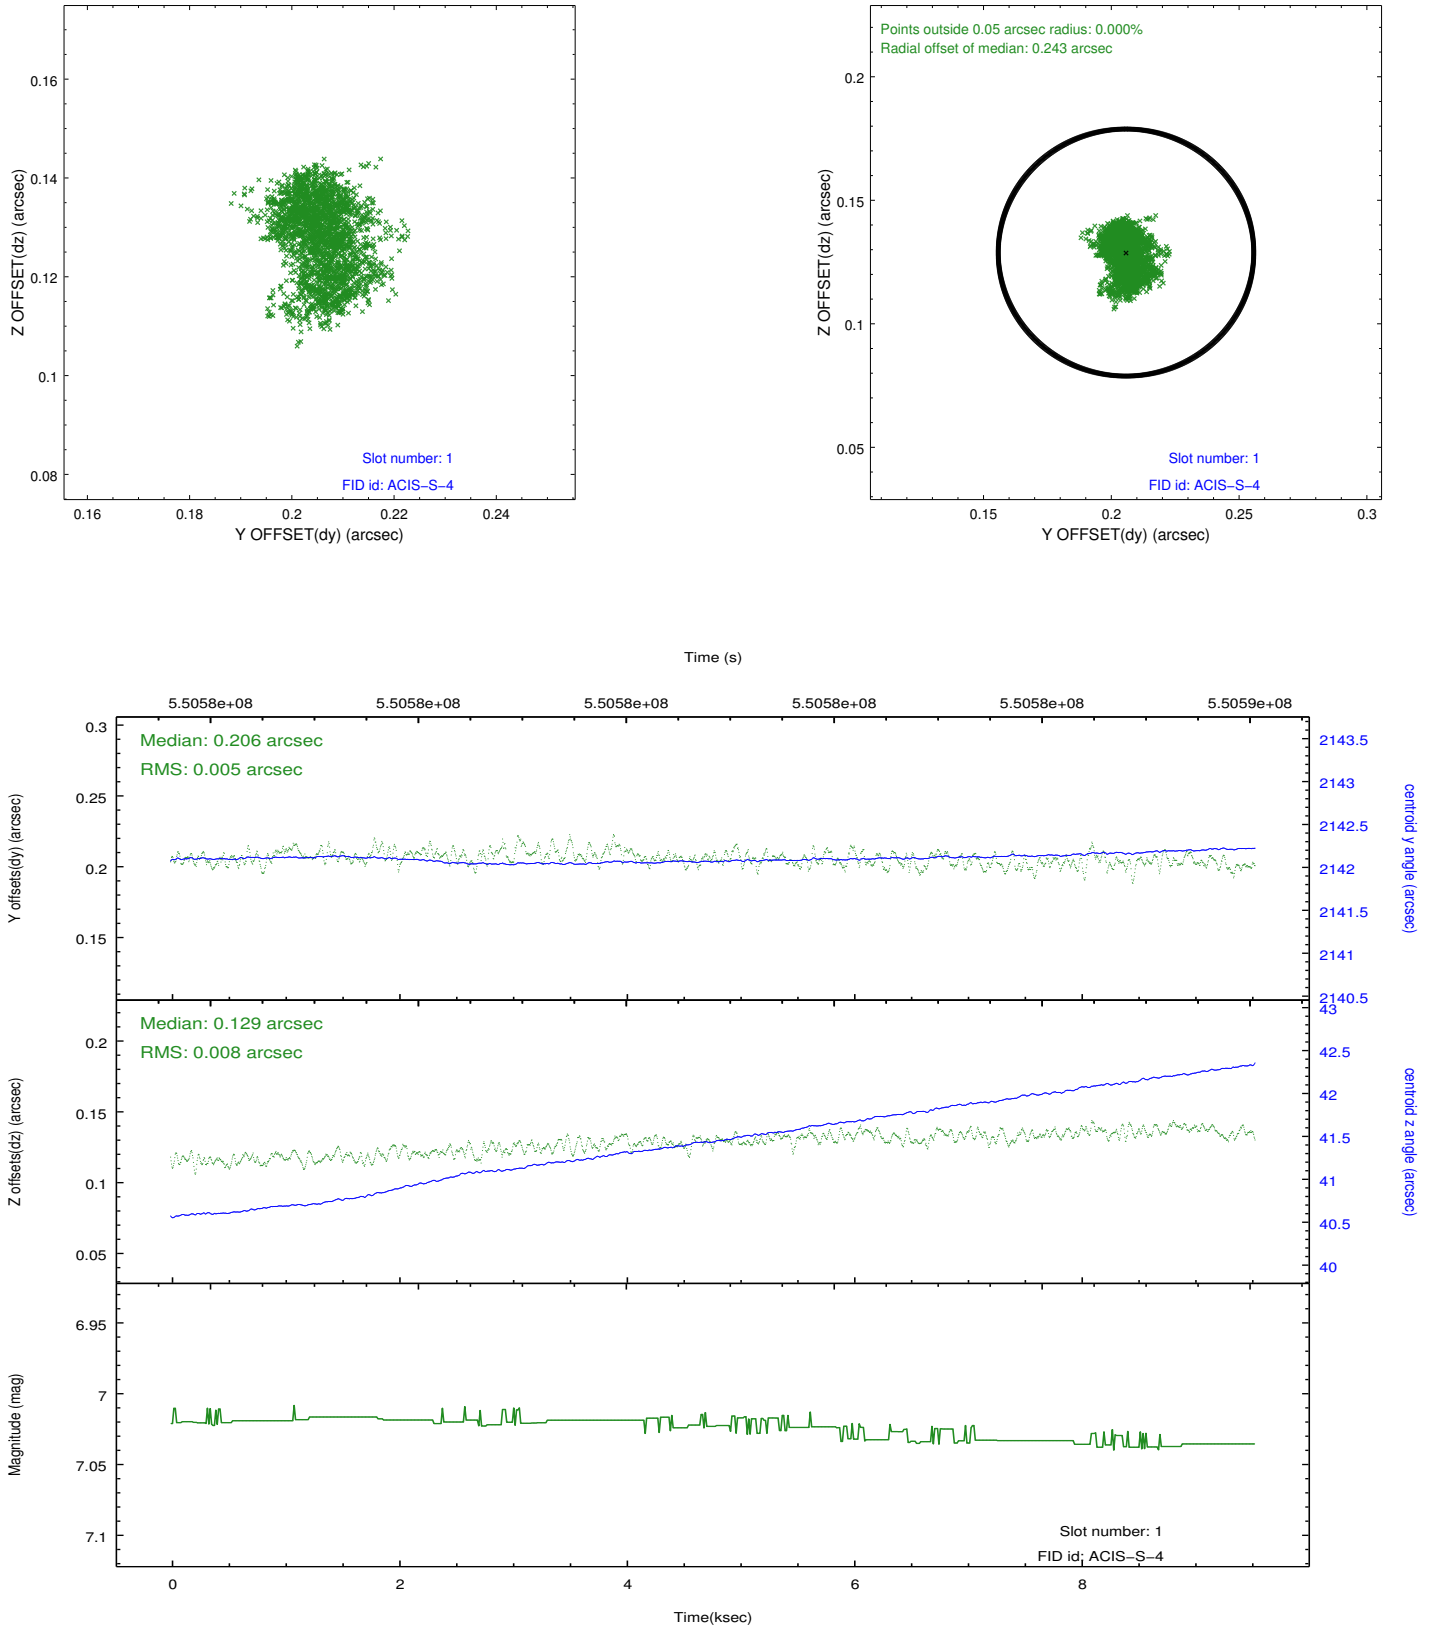 0.16
0.14
0.12
0.1
0.08
Z OFFSET(dz) (arcsec)
Slot number: 1
FID id: ACIS−S−4
0.16 0.18 0.2 0.22 0.24
Y OFFSET(dy) (arcsec)
Points outside 0.05 arcsec radius: 0.000%
Radial offset of median: 0.243 arcsec
0.2
0.15
0.1
0.05
Z OFFSET(dz) (arcsec)
Slot number: 1
FID id: ACIS−S−4
0.15 0.2 0.25 0.3
Y OFFSET(dy) (arcsec)
Time (s)
5.5058e+08 5.5058e+08 5.5058e+08 5.5058e+08 5.5058e+08 5.5059e+08
Median: 0.206 arcsec
RMS: 0.005 arcsec
0.3
0.25
0.2
0.15
Y offsets(dy) (arcsec)
2143.5
2143
2142.5
2142
2141.5
2141
2140.5
centroid y angle (arcsec)
Median: 0.129 arcsec
RMS: 0.008 arcsec
0.2
0.15
0.1
0.05
Z offsets(dz) (arcsec)
43
42.5
42
41.5
41
40.5
40
centroid z angle (arcsec)
6.95
7
7.05
7.1
Magnitude (mag)
Slot number: 1
FID id: ACIS−S−4
0 2 4 6 8
Time(ksec)